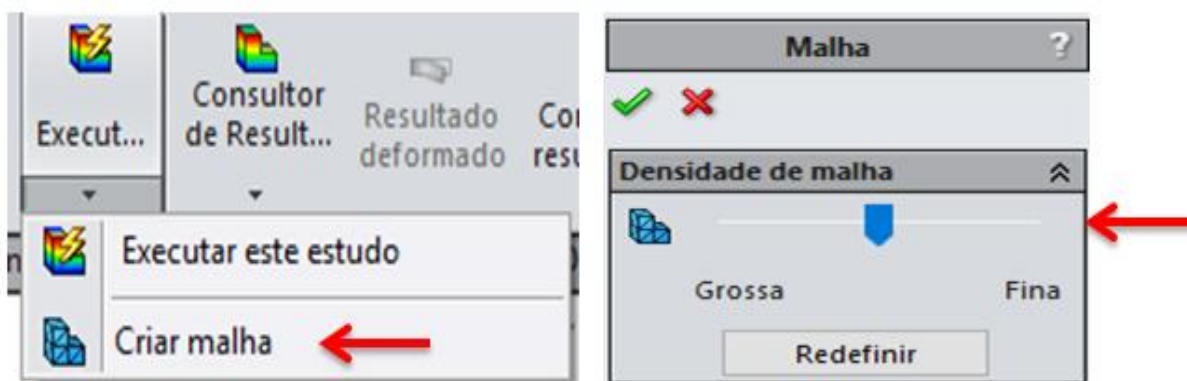 Execut...
Consultor
de Result...
Resultado
deformado
Executar este estudo
Criar malha
Malha
?
Densidade de malha
Grossa
Fina
Redefinir